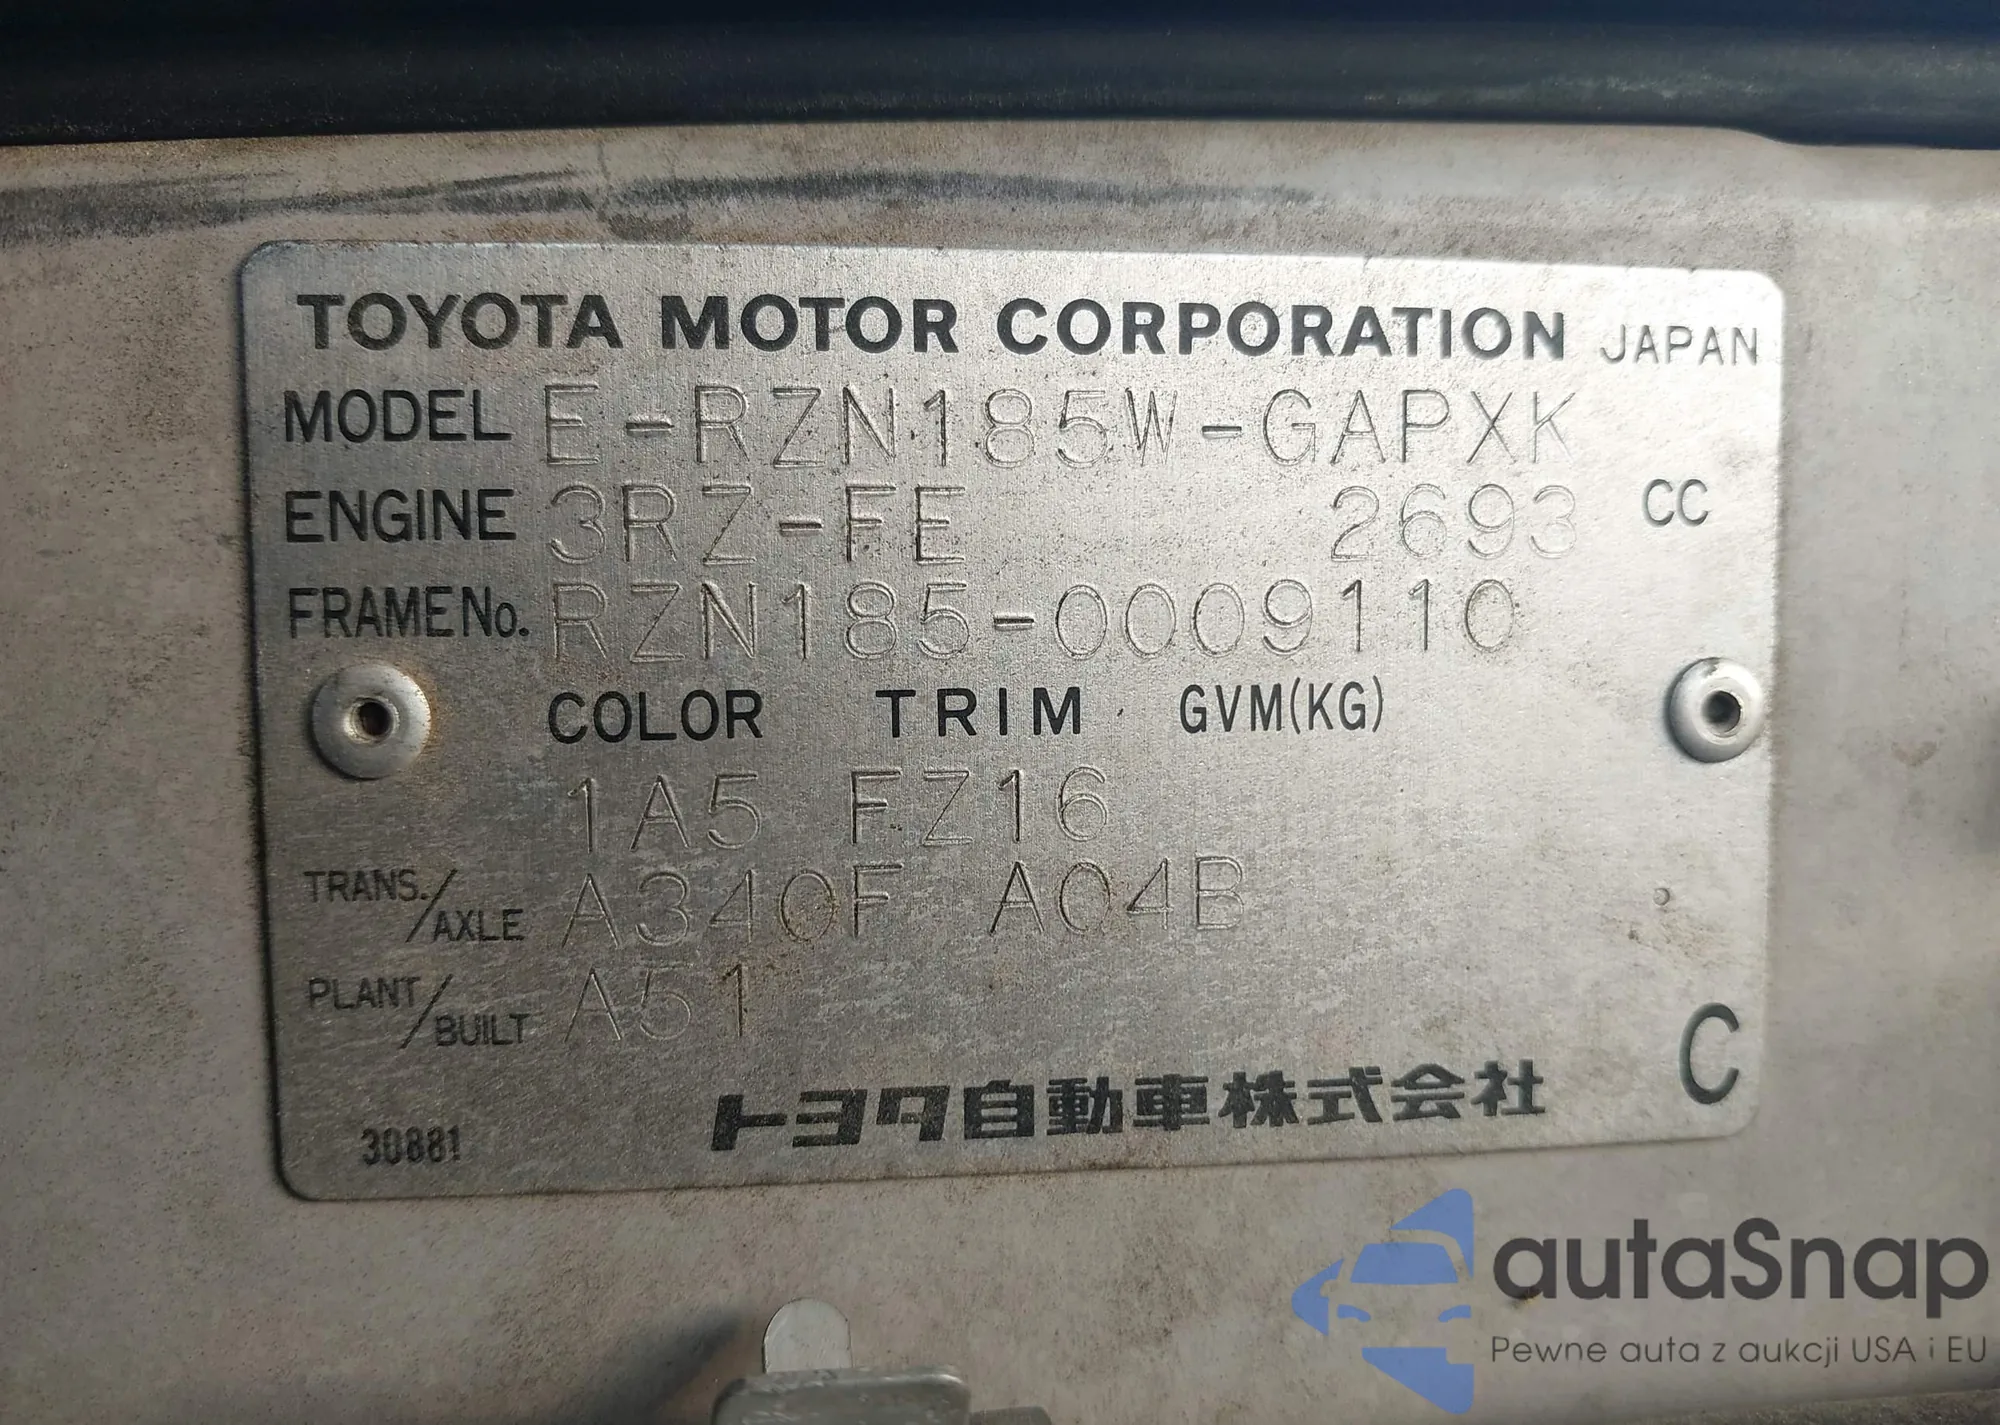 TOYOTA MOTOR CORPORATION JAPAN
MODEL E-RZN185W-GAPXK
ENGINE 3RZ-FE 2693 CC
FRAME No. RZN185-0009110
COLOR TRIM GVM(KG)
1A5 FZ16
TRANS./AXLE A340F A04B
PLANT/BUILT A51
C
トヨタ自動車株式会社
30881
autaSnap
Pewne auta z aukcji USA i EU